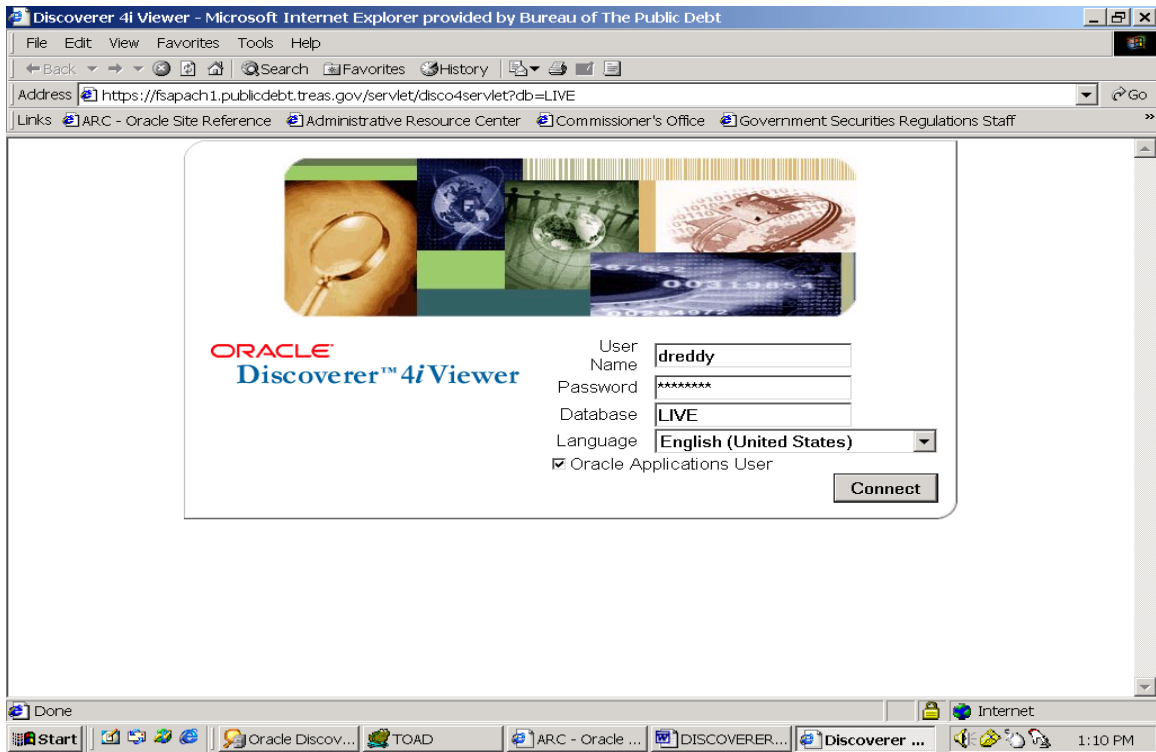 Discoverer 4i Viewer - Microsoft Internet Explorer provided by Bureau of The Public Debt
File Edit View Favorites Tools Help
Back Search Favorites History
Address https://fsapach1.publicdebt.treas.gov/servlet/disco4servlet?db=LIVE Go
Links ARC - Oracle Site Reference Administrative Resource Center Commissioner's Office Government Securities Regulations Staff »
ORACLE
Discoverer™ 4i Viewer
User Name dreddy
Password ********
Database LIVE
Language English (United States)
Oracle Applications User
Connect
Done Internet
Start Oracle Discov... TOAD ARC - Oracle ... DISCOVERER... Discoverer ... 1:10 PM